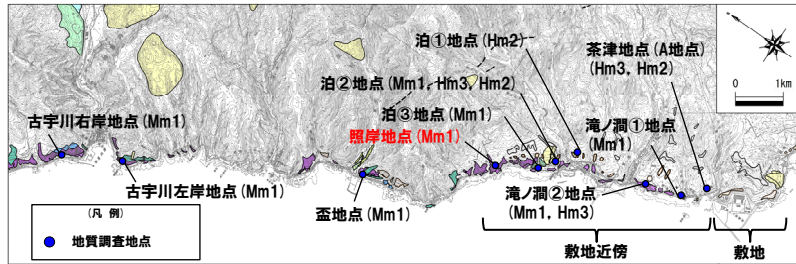 泊①地点(Hm2)
茶津地点(A地点)
(Hm3, Hm2)
0 1km
泊②地点(Mm1, Hm3, Hm2)
泊③地点(Mm1)
照岸地点(Mm1)
滝ノ澗①地点
(Mm1)
古宇川右岸地点(Mm1)
古宇川左岸地点(Mm1)
盃地点(Mm1)
滝ノ澗②地点
(Mm1, Hm3)
(凡 例)
地質調査地点
敷地近傍
敷地